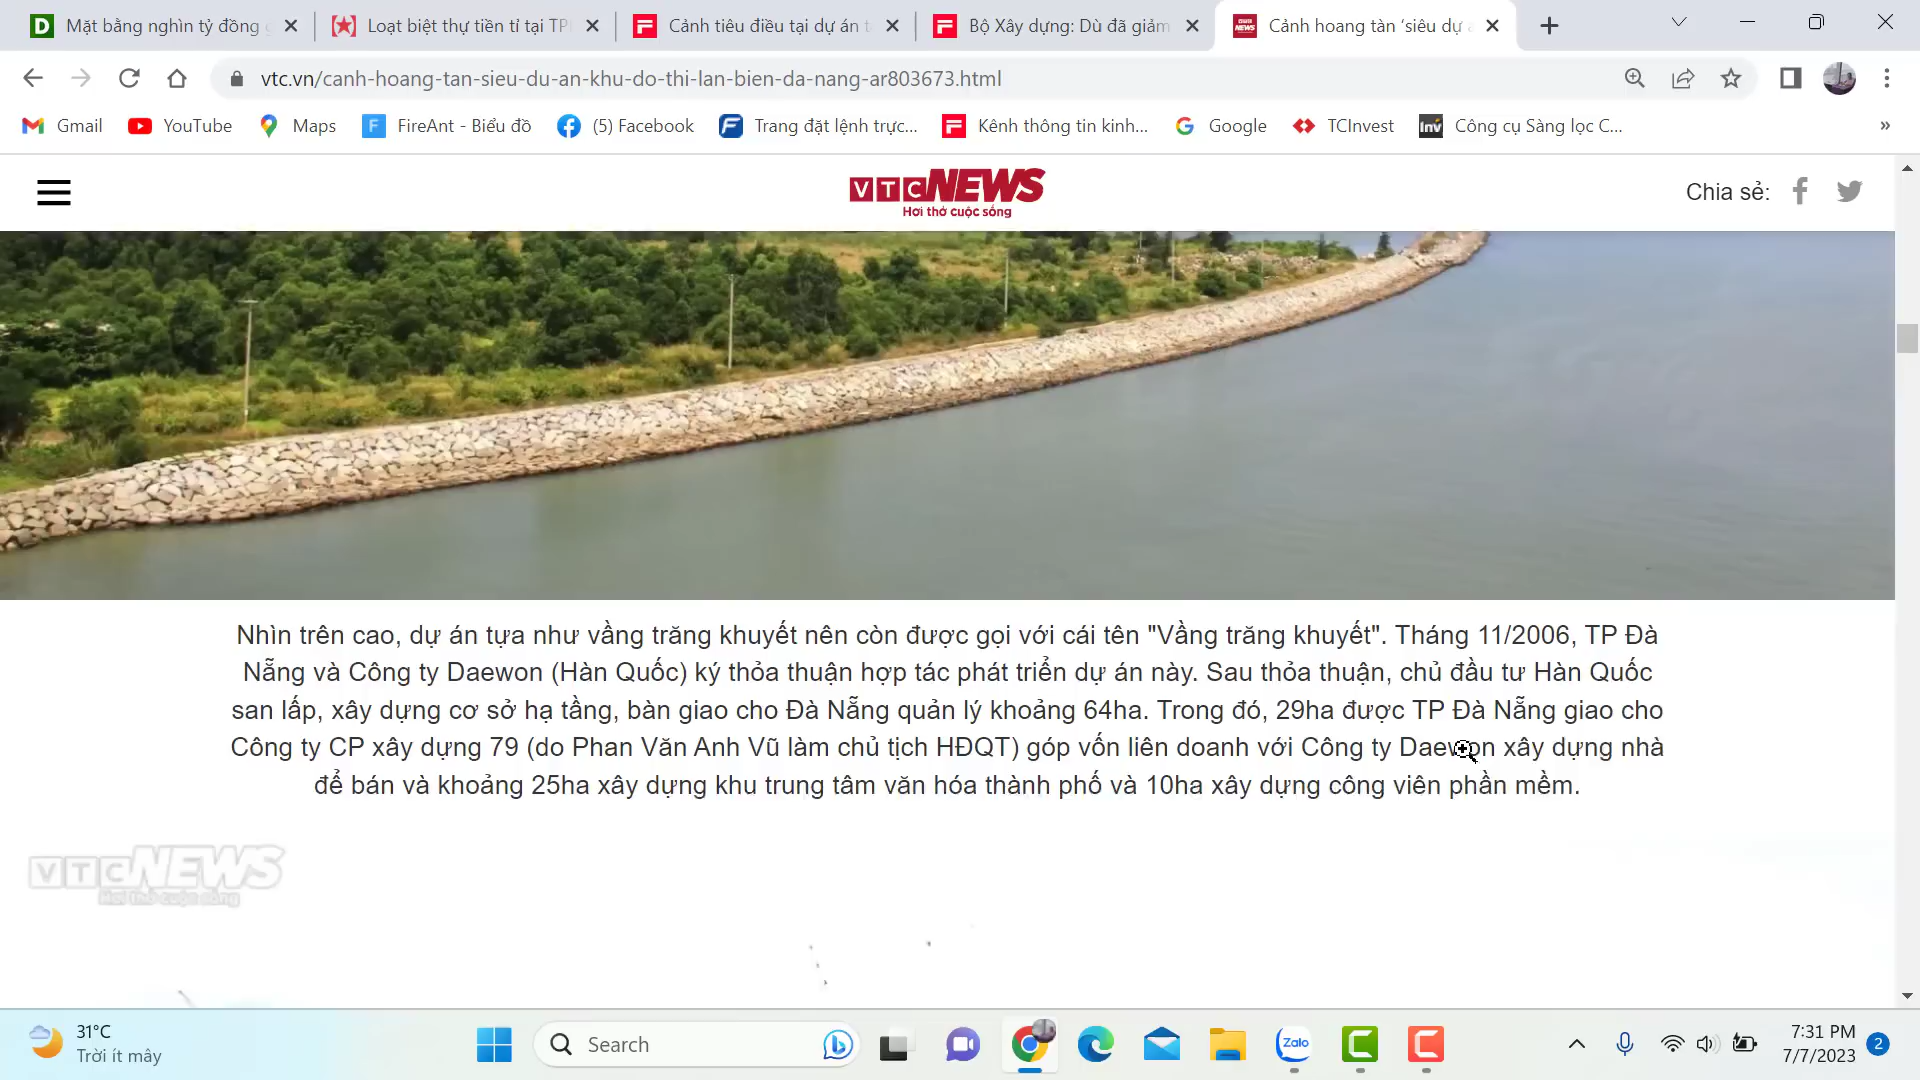 Mặt bằng nghìn tỷ đồng
Loạt biệt thự tiền tỉ tại TP
Cảnh tiêu điều tại dự án t
Bộ Xây dựng: Dù đã giảm
Cảnh hoang tàn ‘siêu dự
vtc.vn/canh-hoang-tan-sieu-du-an-khu-do-thi-lan-bien-da-nang-ar803673.html
Gmail
YouTube
Maps
FireAnt - Biểu đồ
(5) Facebook
Trang đặt lệnh trực...
Kênh thông tin kinh...
Google
TCInvest
Công cụ Sàng lọc C...
VTC NEWS
Hơi thở cuộc sống
Chia sẻ:
Nhìn trên cao, dự án tựa như vầng trăng khuyết nên còn được gọi với cái tên "Vầng trăng khuyết". Tháng 11/2006, TP Đà
Nẵng và Công ty Daewon (Hàn Quốc) ký thỏa thuận hợp tác phát triển dự án này. Sau thỏa thuận, chủ đầu tư Hàn Quốc
san lấp, xây dựng cơ sở hạ tầng, bàn giao cho Đà Nẵng quản lý khoảng 64ha. Trong đó, 29ha được TP Đà Nẵng giao cho
Công ty CP xây dựng 79 (do Phan Văn Anh Vũ làm chủ tịch HĐQT) góp vốn liên doanh với Công ty Daewon xây dựng nhà
để bán và khoảng 25ha xây dựng khu trung tâm văn hóa thành phố và 10ha xây dựng công viên phần mềm.
VTC NEWS
Hơi thở cuộc sống
31°C
Trời ít mây
Search
Zalo
7:31 PM
7/7/2023
2